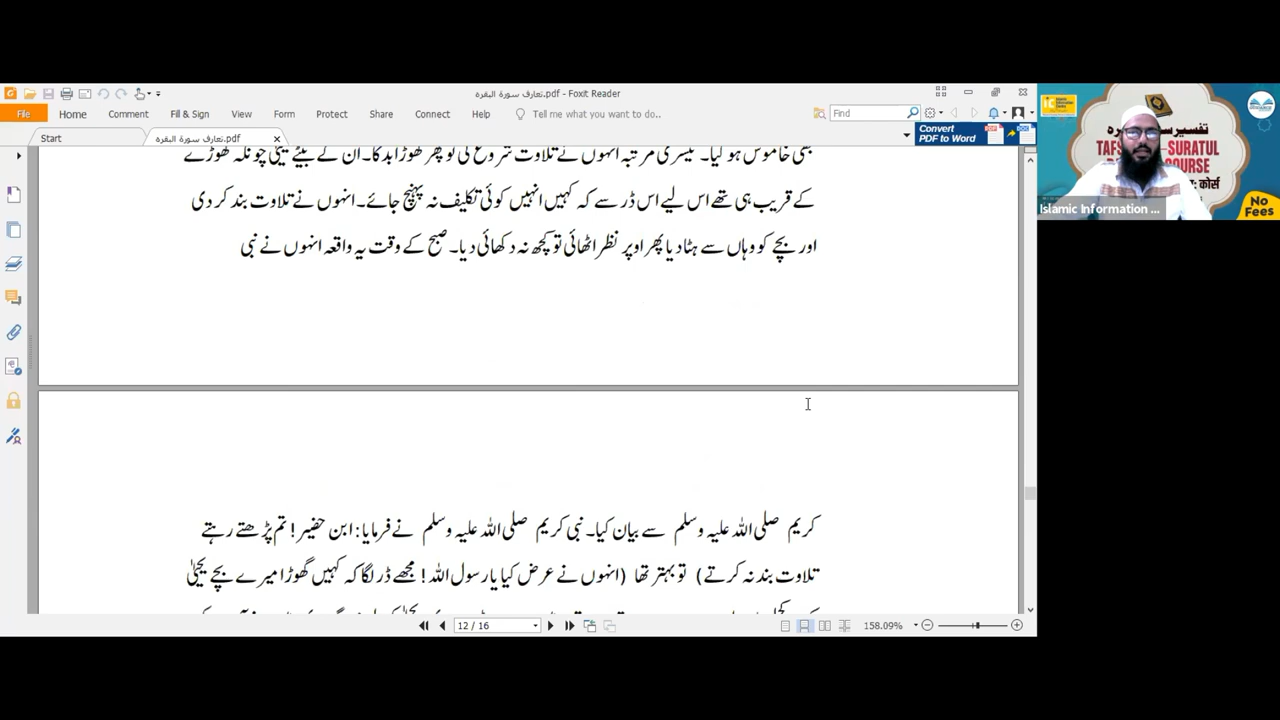 تعارف سورة البقرة.pdf - Foxit Reader
File Home Comment Fill & Sign View Form Protect Share Connect Help Tell me what you want to do.. Find
Start تعارف سورة البقرة.pdf
Convert
PDF to Word
بھی خاموش ہو گیا۔ تیسری مرتبہ انہوں نے تلاوت شروع کی تو پھر گھوڑا بدکا۔ ان کے بیٹے یحییٰ چونکہ گھوڑے
کے قریب ہی تھے اس لیے اس ڈر سے کہ کہیں انہیں کوئی تکلیف نہ پہنچ جائے۔ انہوں نے تلاوت بند کر دی
اور بچے کو وہاں سے ہٹا دیا پھر اوپر نظر اٹھائی تو کچھ نہ دکھائی دیا۔ صبح کے وقت یہ واقعہ انہوں نے نبی
کریم صلی اللہ علیہ وسلم سے بیان کیا۔ نبی کریم صلی اللہ علیہ وسلم نے فرمایا: ابن حضیر! تم پڑھتے رہتے
تلاوت بند نہ کرتے) تو بہتر تھا (انہوں نے عرض کیا یا رسول اللہ! مجھے ڈر لگا کہ کہیں گھوڑا میرے بچے یحییٰ
12 / 16
158.09%
تفسير
TAFS -SURATUL
COURSE
कोर्स
No
Fees
Islamic Information ...